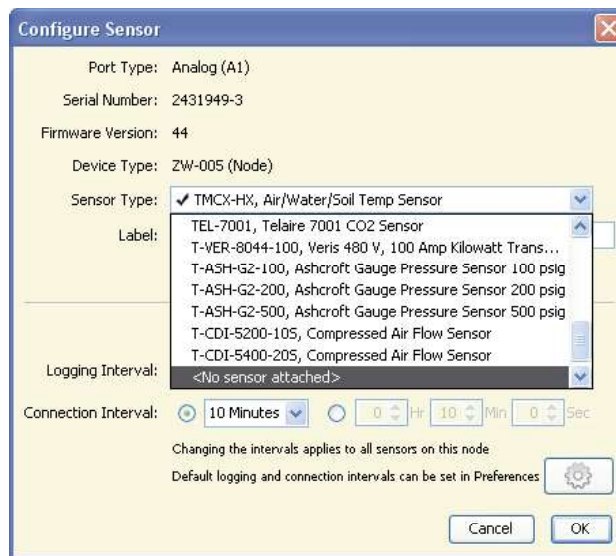 Configure Sensor
Port Type: Analog (A1)
Serial Number: 2431949-3
Firmware Version: 44
Device Type: ZW-005 (Node)
Sensor Type: ✔ TMCX-HX, Air/Water/Soil Temp Sensor
Label:
TEL-7001, Telaire 7001 CO2 Sensor
T-VER-8044-100, Veris 480 V, 100 Amp Kilowatt Trans...
T-ASH-G2-100, Ashcroft Gauge Pressure Sensor 100 psig
T-ASH-G2-200, Ashcroft Gauge Pressure Sensor 200 psig
T-ASH-G2-500, Ashcroft Gauge Pressure Sensor 500 psig
T-CDI-5200-10S, Compressed Air Flow Sensor
T-CDI-5400-20S, Compressed Air Flow Sensor
<No sensor attached>
Logging Interval:
Connection Interval: 10 Minutes 0 Hr 10 Min 0 Sec
Changing the intervals applies to all sensors on this node
Default logging and connection intervals can be set in Preferences
Cancel OK